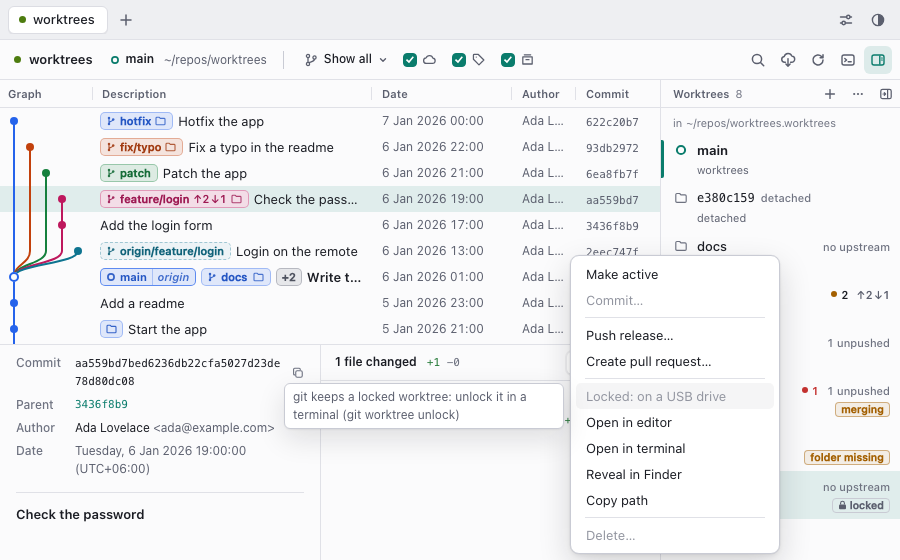 worktrees
worktrees main ~/repos/worktrees Show all
Graph Description Date Author Commit Worktrees 8
in ~/repos/worktrees.worktrees
hotfix Hotfix the app 7 Jan 2026 00:00 Ada L... 622c20b7
fix/typo Fix a typo in the readme 6 Jan 2026 22:00 Ada L... 93db2972
patch Patch the app 6 Jan 2026 20:00 Ada L... 6ea8fb7f
feature/login ↑2↓1 Check the pass... 6 Jan 2026 19:00 Ada L... aa559bd7
Add the login form 6 Jan 2026 17:00 Ada L... 3436f8b9
origin/feature/login Login on the remote 6 Jan 2026 13:00 Ada L... 2eec747f
main origin docs +2 Write t... 6 Jan 2026 01:00 Ada L...
Add a readme 5 Jan 2026 23:00 Ada L...
Start the app 5 Jan 2026 21:00 Ada L...
main
worktrees
e380c159 detached
detached
docs no upstream
2 ↑2↓1
1 unpushed
1 1 unpushed
merging
folder missing
no upstream
locked
Make active
Commit...
Push release...
Create pull request...
Locked: on a USB drive
Open in editor
Open in terminal
Reveal in Finder
Copy path
Delete...
git keeps a locked worktree: unlock it in a
terminal (git worktree unlock)
Commit aa559bd7bed6236db22cfa5027d23de
78d80dc08
Parent 3436f8b9
Author Ada Lovelace <ada@example.com>
Date Tuesday, 6 Jan 2026 19:00:00
(UTC+06:00)
Check the password
1 file changed +1 −0
+